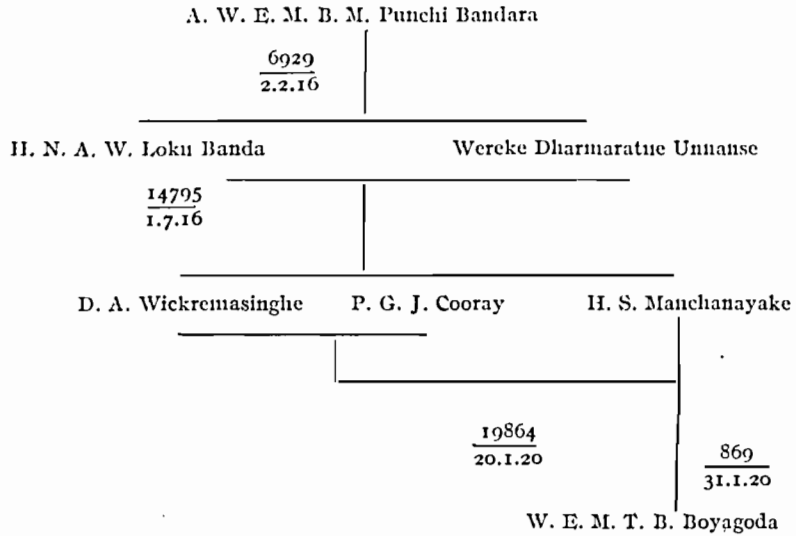 A. W. E. M. B. M. Punchi Bandara
6929
2.2.16
H. N. A. W. Loku Banda Wereke Dharmaratne Unnanse
14795
1.7.16
D. A. Wickremasinghe P. G. J. Cooray H. S. Manchanayake
19864
20.1.20
869
31.1.20
W. E. M. T. B. Boyagoda